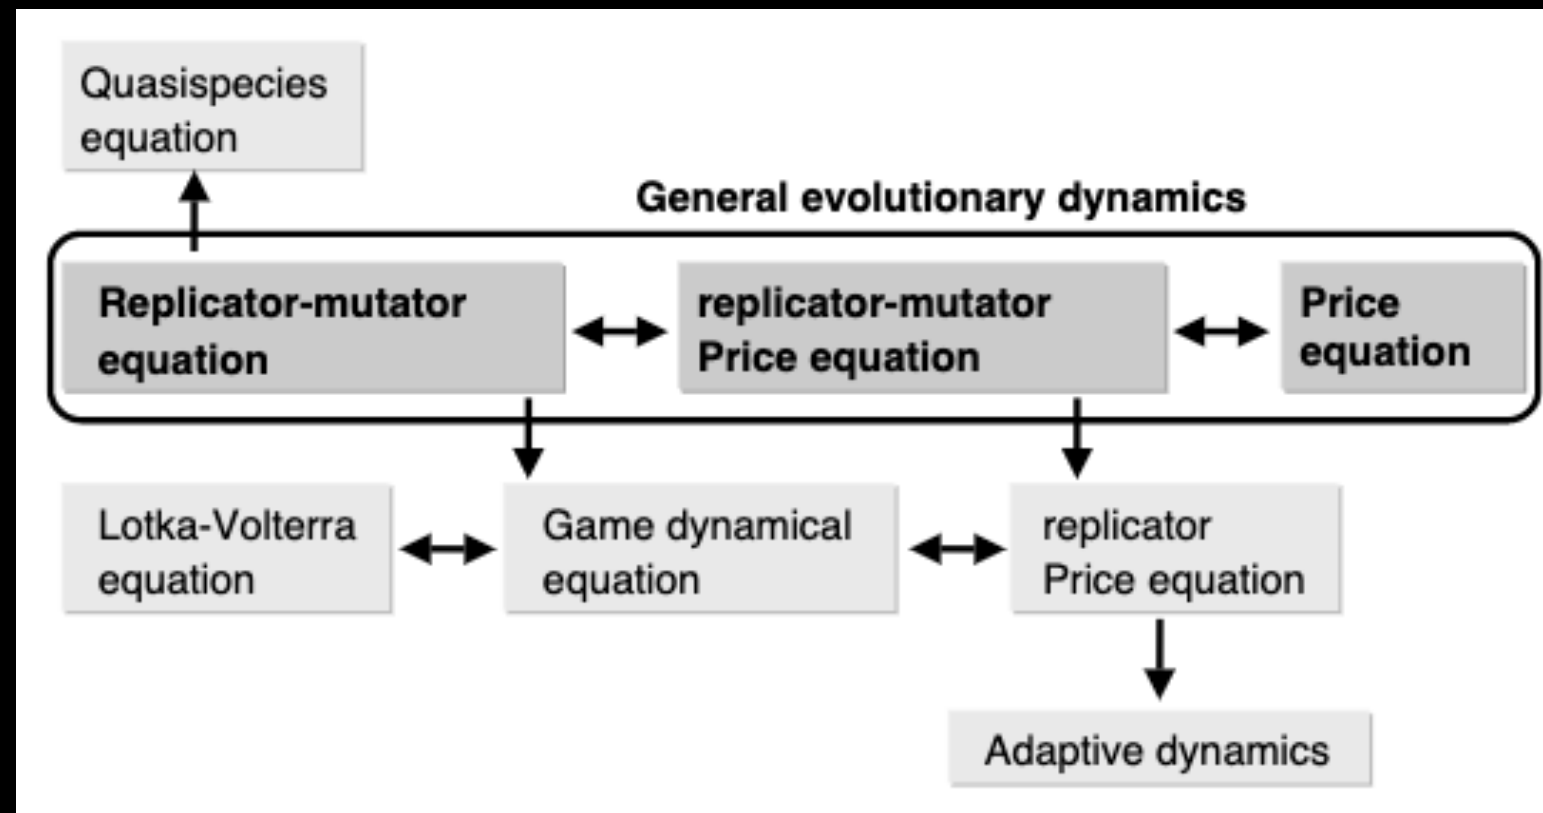 Quasispecies
equation
General evolutionary dynamics
Replicator-mutator
equation
replicator-mutator
Price equation
Price
equation
Lotka-Volterra
equation
Game dynamical
equation
replicator
Price equation
Adaptive dynamics